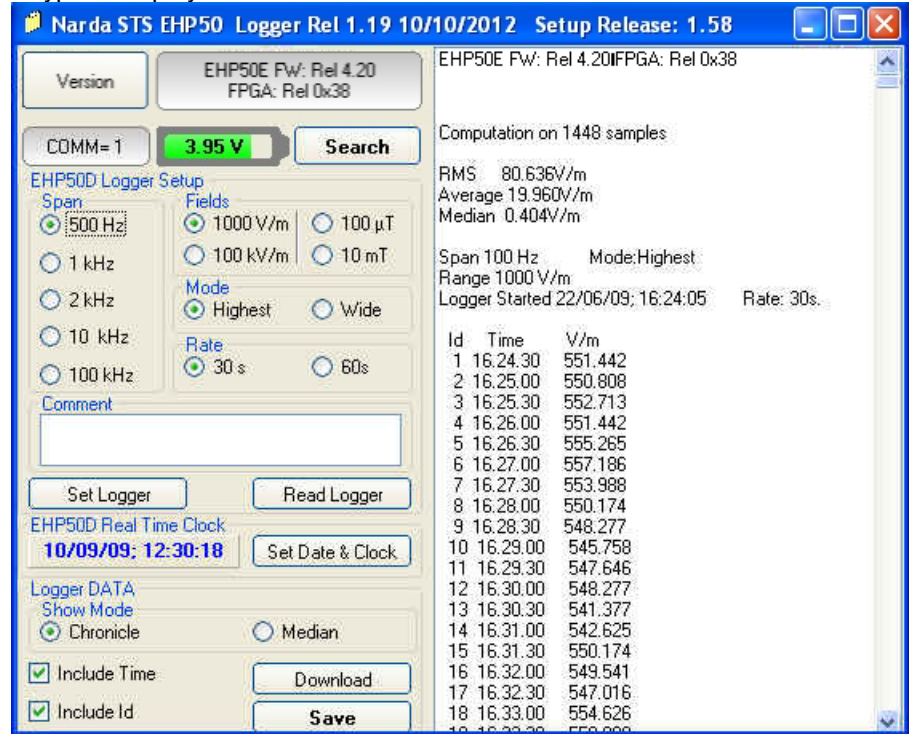 Narda STS EHP50 Logger Rel 1.19 10/10/2012 Setup Release: 1.58
Version
EHP50E FW: Rel 4.20
FPGA: Rel 0x38
COMM= 1
3.95 V
Search
EHP50D Logger Setup
Span
500 Hz
1 kHz
2 kHz
10 kHz
100 kHz
Fields
1000 V/m
100 µT
100 kV/m
10 mT
Mode
Highest
Wide
Rate
30 s
60s
Comment
Set Logger
Read Logger
EHP50D Real Time Clock
10/09/09; 12:30:18
Set Date & Clock
Logger DATA
Show Mode
Chronicle
Median
Include Time
Download
Include Id
Save
EHP50E FW: Rel 4.20 FPGA: Rel 0x38
Computation on 1448 samples
RMS 80.636V/m
Average 19.960V/m
Median 0.404V/m
Span 100 Hz Mode:Highest
Range 1000 V/m
Logger Started 22/06/09; 16:24:05 Rate: 30s.
Id Time V/m
1 16.24.30 551.442
2 16.25.00 550.808
3 16.25.30 552.713
4 16.26.00 551.442
5 16.26.30 555.265
6 16.27.00 557.186
7 16.27.30 553.988
8 16.28.00 550.174
9 16.28.30 548.277
10 16.29.00 545.758
11 16.29.30 547.646
12 16.30.00 548.277
13 16.30.30 541.377
14 16.31.00 542.625
15 16.31.30 550.174
16 16.32.00 549.541
17 16.32.30 547.016
18 16.33.00 554.626